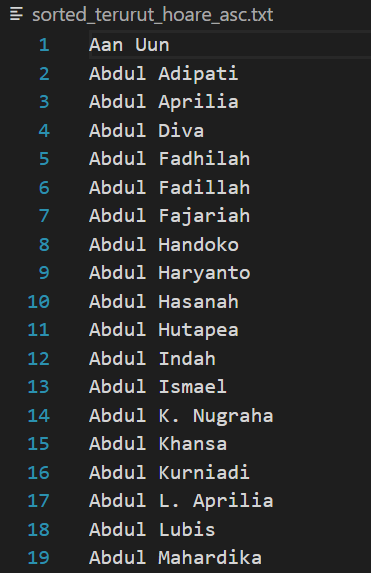 sorted_terurut_hoare_asc.txt
1 Aan Uun
2 Abdul Adipati
3 Abdul Aprilia
4 Abdul Diva
5 Abdul Fadhilah
6 Abdul Fadillah
7 Abdul Fajariah
8 Abdul Handoko
9 Abdul Haryanto
10 Abdul Hasanah
11 Abdul Hutapea
12 Abdul Indah
13 Abdul Ismael
14 Abdul K. Nugraha
15 Abdul Khansa
16 Abdul Kurniadi
17 Abdul L. Aprilia
18 Abdul Lubis
19 Abdul Mahardika